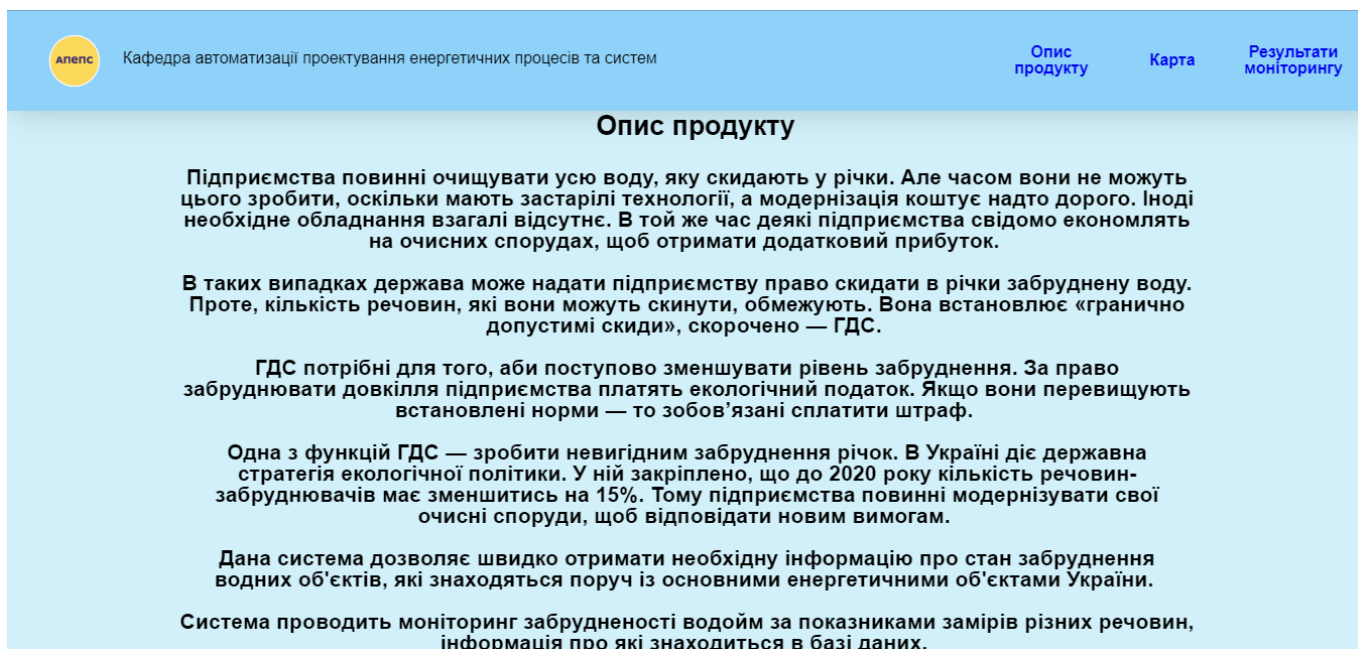 АПЕПС
Кафедра автоматизації проектування енергетичних процесів та систем
Опис
продукту
Карта
Результати
моніторингу
Опис продукту
Підприємства повинні очищувати усю воду, яку скидають у річки. Але часом вони не можуть
цього зробити, оскільки мають застарілі технології, а модернізація коштує надто дорого. Іноді
необхідне обладнання взагалі відсутнє. В той же час деякі підприємства свідомо економлять
на очисних спорудах, щоб отримати додатковий прибуток.
В таких випадках держава може надати підприємству право скидати в річки забруднену воду.
Проте, кількість речовин, які вони можуть скинути, обмежують. Вона встановлює «гранично
допустимі скиди», скорочено — ГДС.
ГДС потрібні для того, аби поступово зменшувати рівень забруднення. За право
забруднювати довкілля підприємства платять екологічний податок. Якщо вони перевищують
встановлені норми — то зобов’язані сплатити штраф.
Одна з функцій ГДС — зробити невигідним забруднення річок. В Україні діє державна
стратегія екологічної політики. У ній закріплено, що до 2020 року кількість речовин-
забруднювачів має зменшитись на 15%. Тому підприємства повинні модернізувати свої
очисні споруди, щоб відповідати новим вимогам.
Дана система дозволяє швидко отримати необхідну інформацію про стан забруднення
водних об'єктів, які знаходяться поруч із основними енергетичними об'єктами України.
Система проводить моніторинг забрудненості водойм за показниками замірів різних речовин,
інформація про які знаходиться в базі даних.